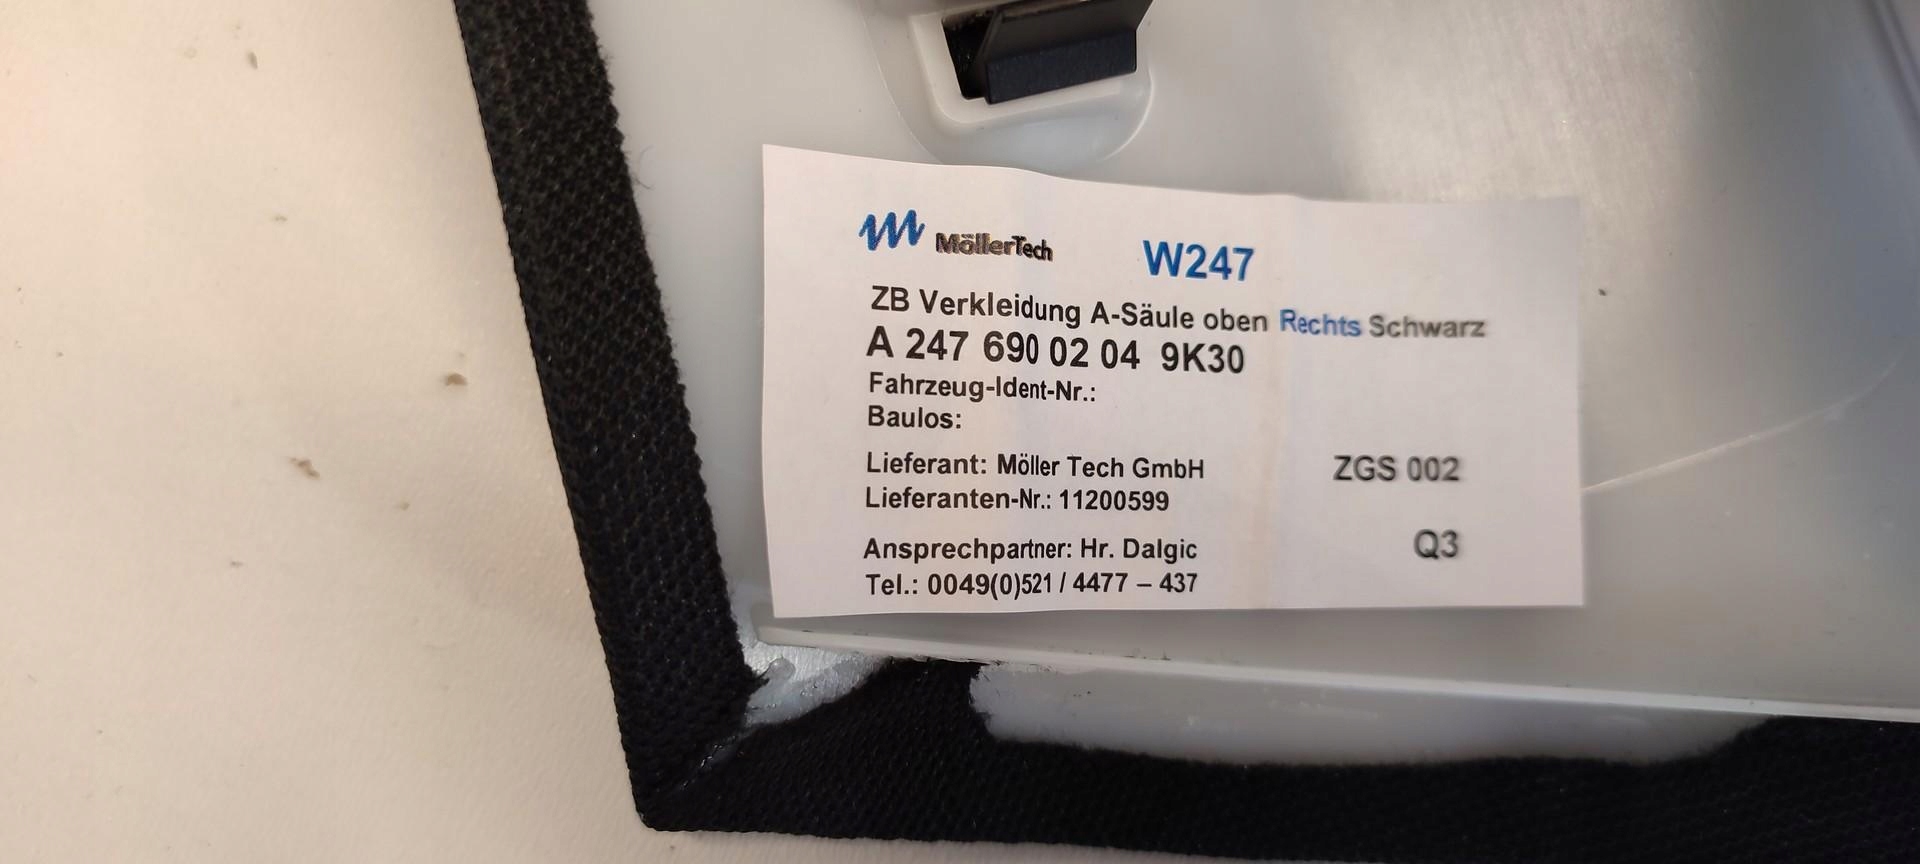 MöllerTech W247
ZB Verkleidung A-Säule oben Rechts Schwarz
A 247 690 02 04 9K30
Fahrzeug-Ident-Nr.:
Baulos:
Lieferant: Möller Tech GmbH ZGS 002
Lieferanten-Nr.: 11200599
Ansprechpartner: Hr. Dalgic Q3
Tel.: 0049(0)521 / 4477 – 437